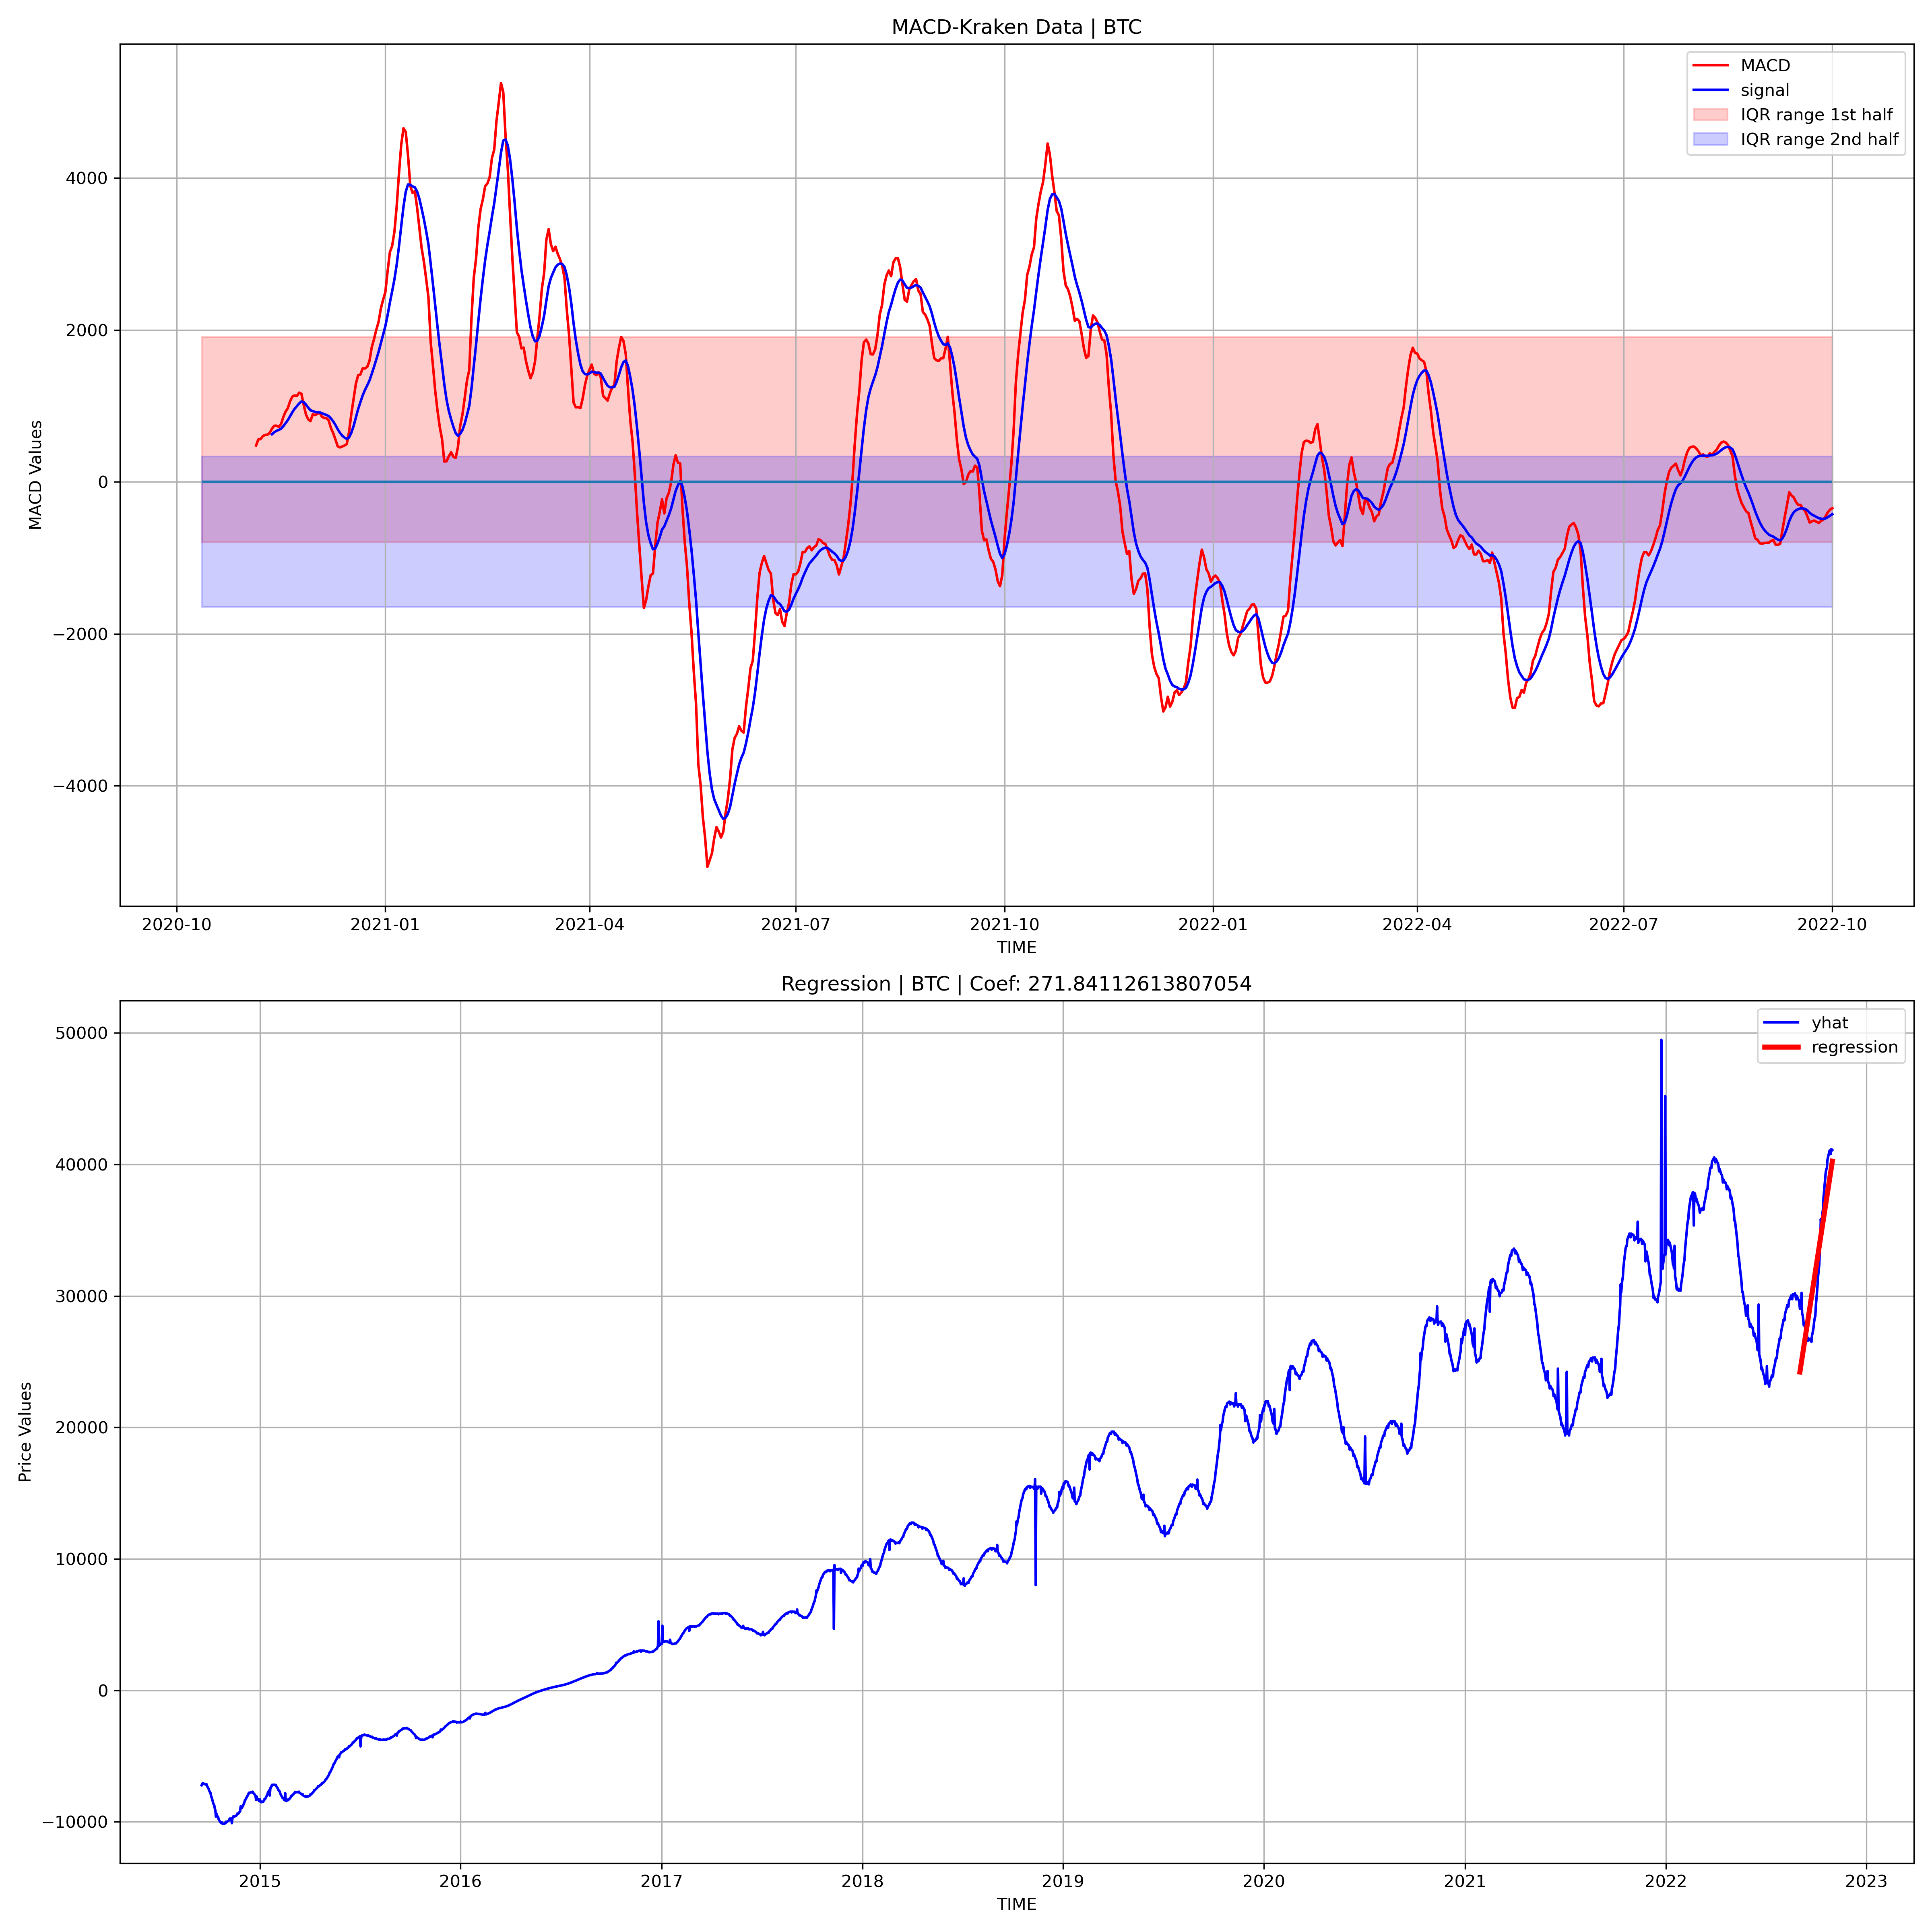 MACD-Kraken Data | BTC
MACD
signal
IQR range 1st half
IQR range 2nd half
4000
2000
0
−2000
−4000
MACD Values
2020-10 2021-01 2021-04 2021-07 2021-10 2022-01 2022-04 2022-07 2022-10
TIME
Regression | BTC | Coef: 271.84112613807054
yhat
regression
50000
40000
30000
20000
10000
0
−10000
Price Values
2015 2016 2017 2018 2019 2020 2021 2022 2023
TIME